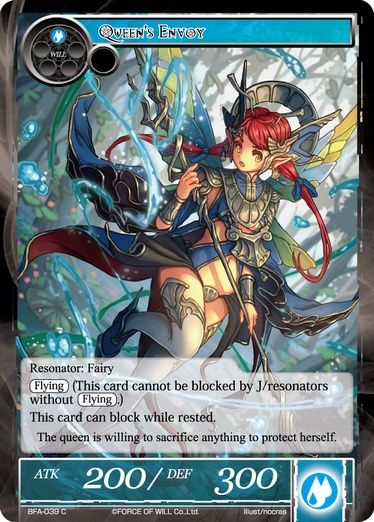 Queen's Envoy
WILL
Resonator: Fairy
Flying (This card cannot be blocked by J/resonators
without Flying.)
This card can block while rested.
The queen is willing to sacrifice anything to protect herself.
ATK 200/ DEF 300
BFA-039 C ©FORCE OF WILL Co.,Ltd. Illust/nocras